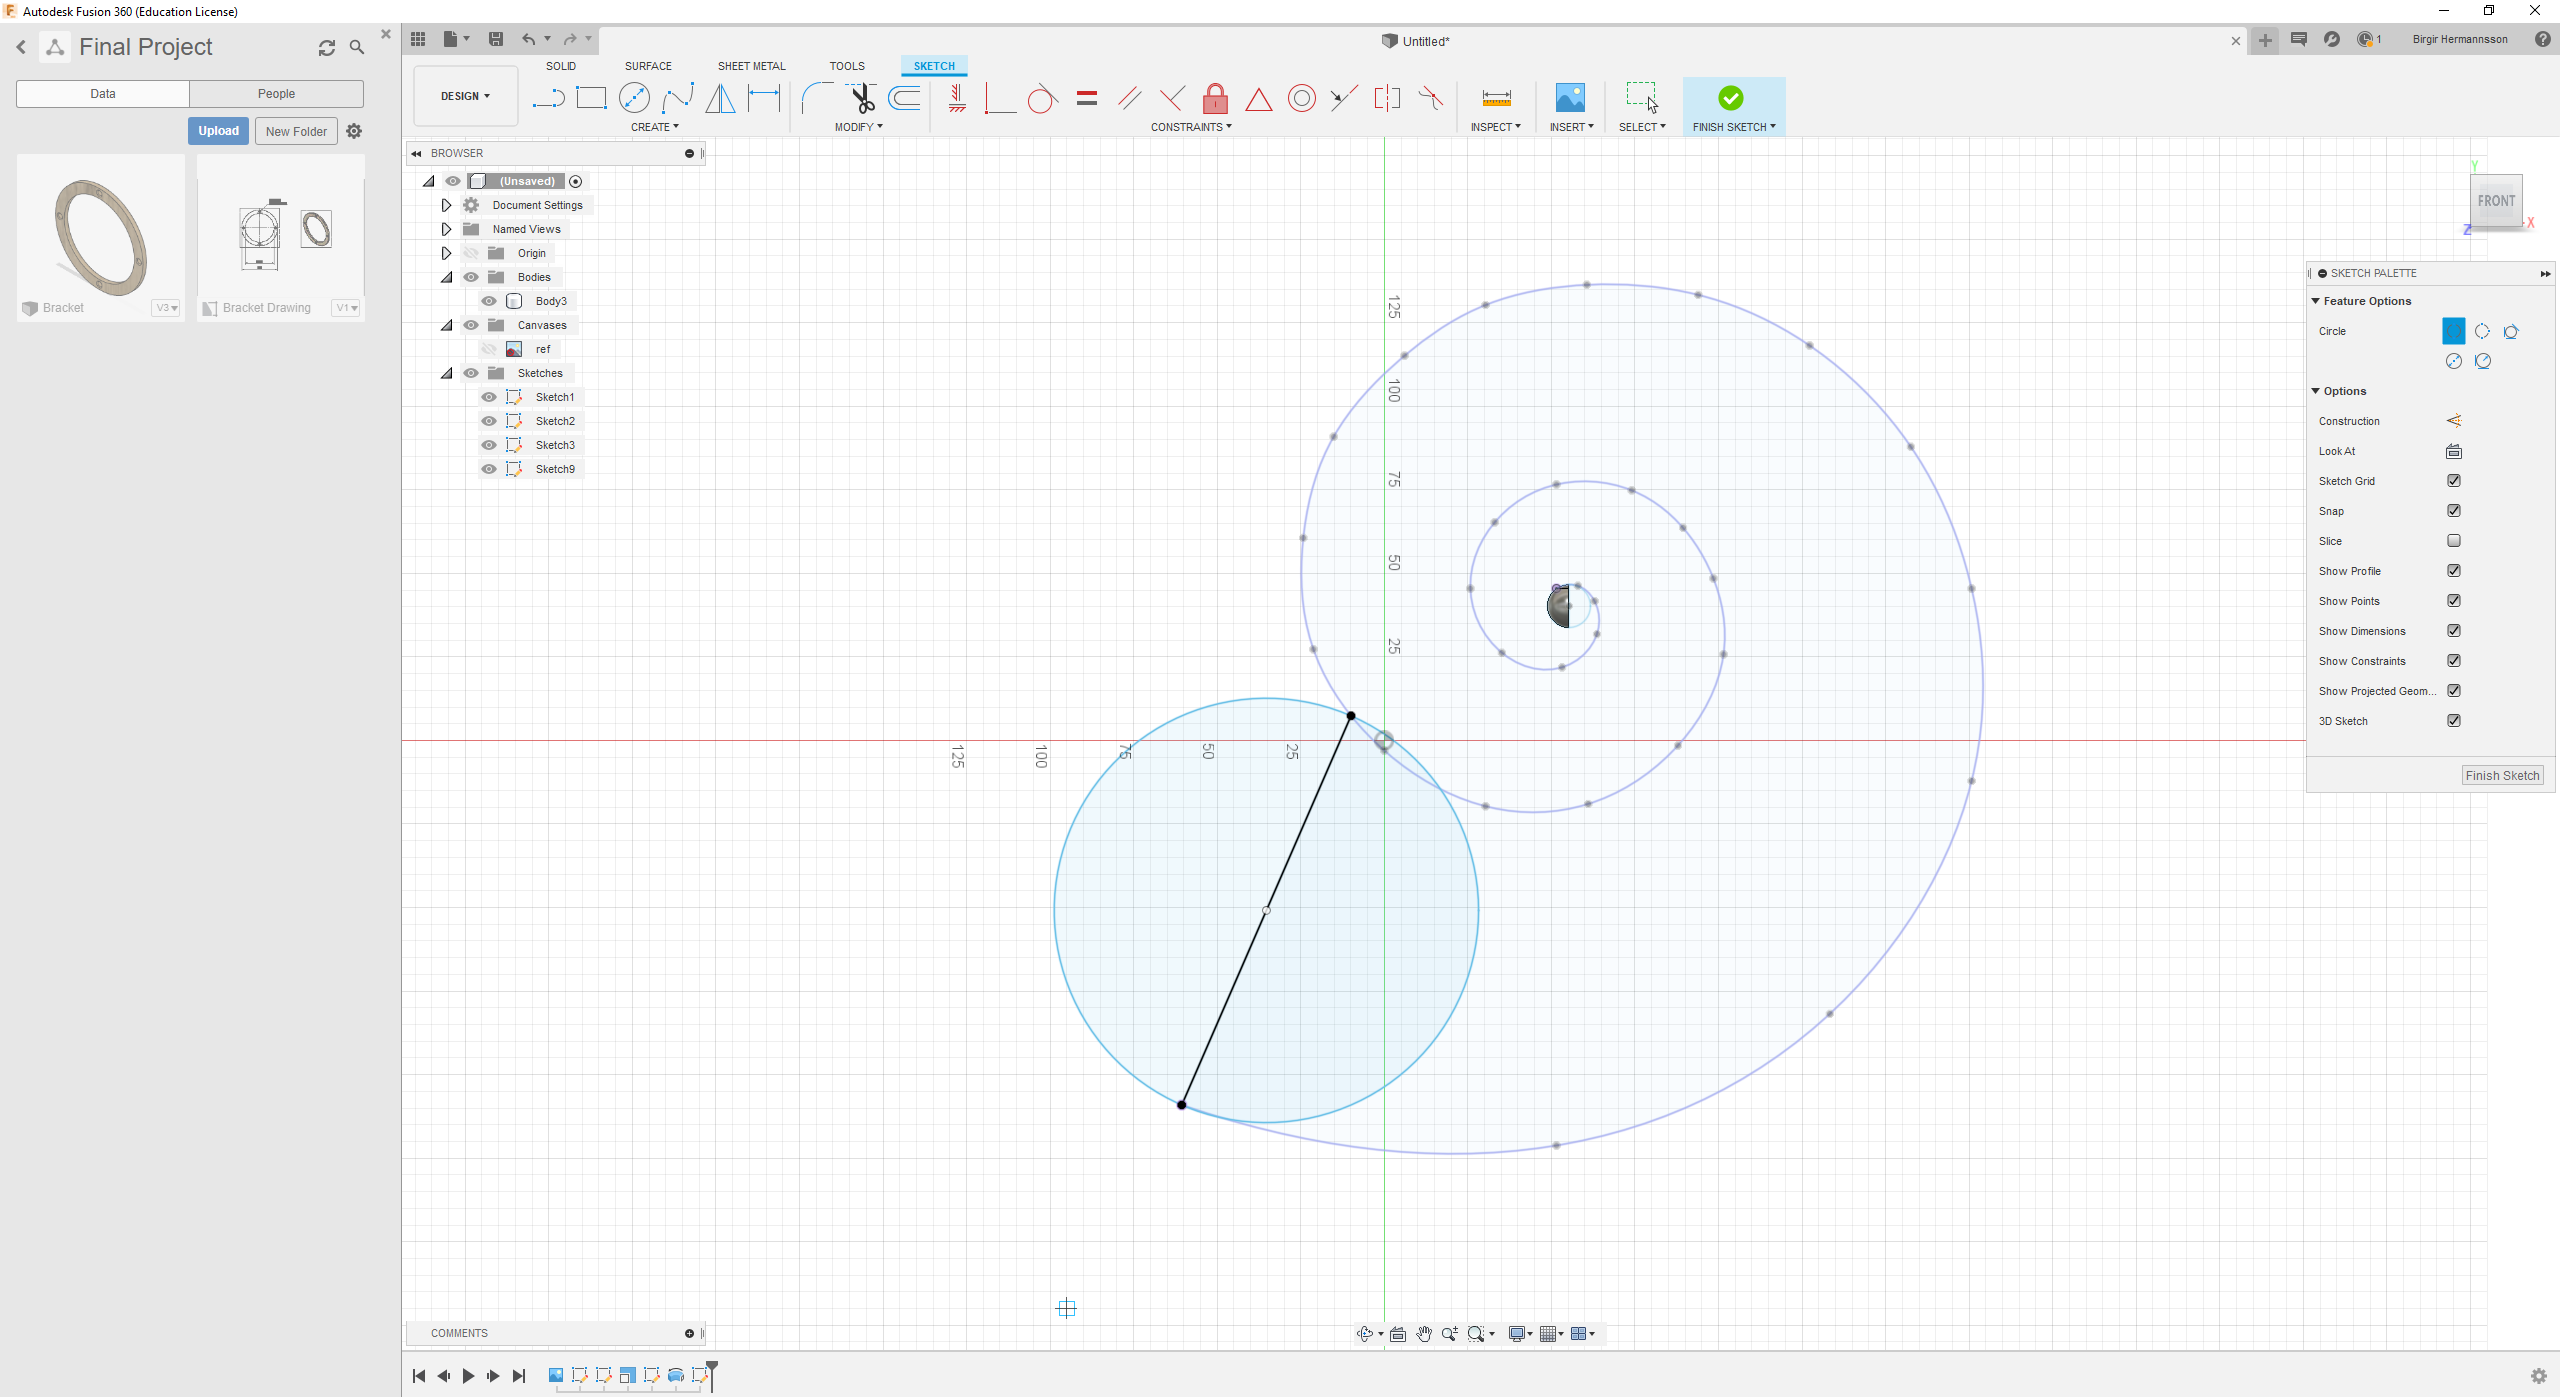 Autodesk Fusion 360 (Education License)
Final Project
Data People
Upload New Folder
Bracket V3
Bracket Drawing V1
Untitled*
1 Birgir Hermannsson
SOLID SURFACE SHEET METAL TOOLS SKETCH
DESIGN
CREATE MODIFY CONSTRAINTS INSPECT INSERT SELECT FINISH SKETCH
BROWSER
(Unsaved)
Document Settings
Named Views
Origin
Bodies
Body3
Canvases
ref
Sketches
Sketch1
Sketch2
Sketch3
Sketch9
125
100
75
50
25
125 100 75 50 25
Y
FRONT
X
Z
SKETCH PALETTE
Feature Options
Circle
Options
Construction
Look At
Sketch Grid
Snap
Slice
Show Profile
Show Points
Show Dimensions
Show Constraints
Show Projected Geom...
3D Sketch
Finish Sketch
COMMENTS